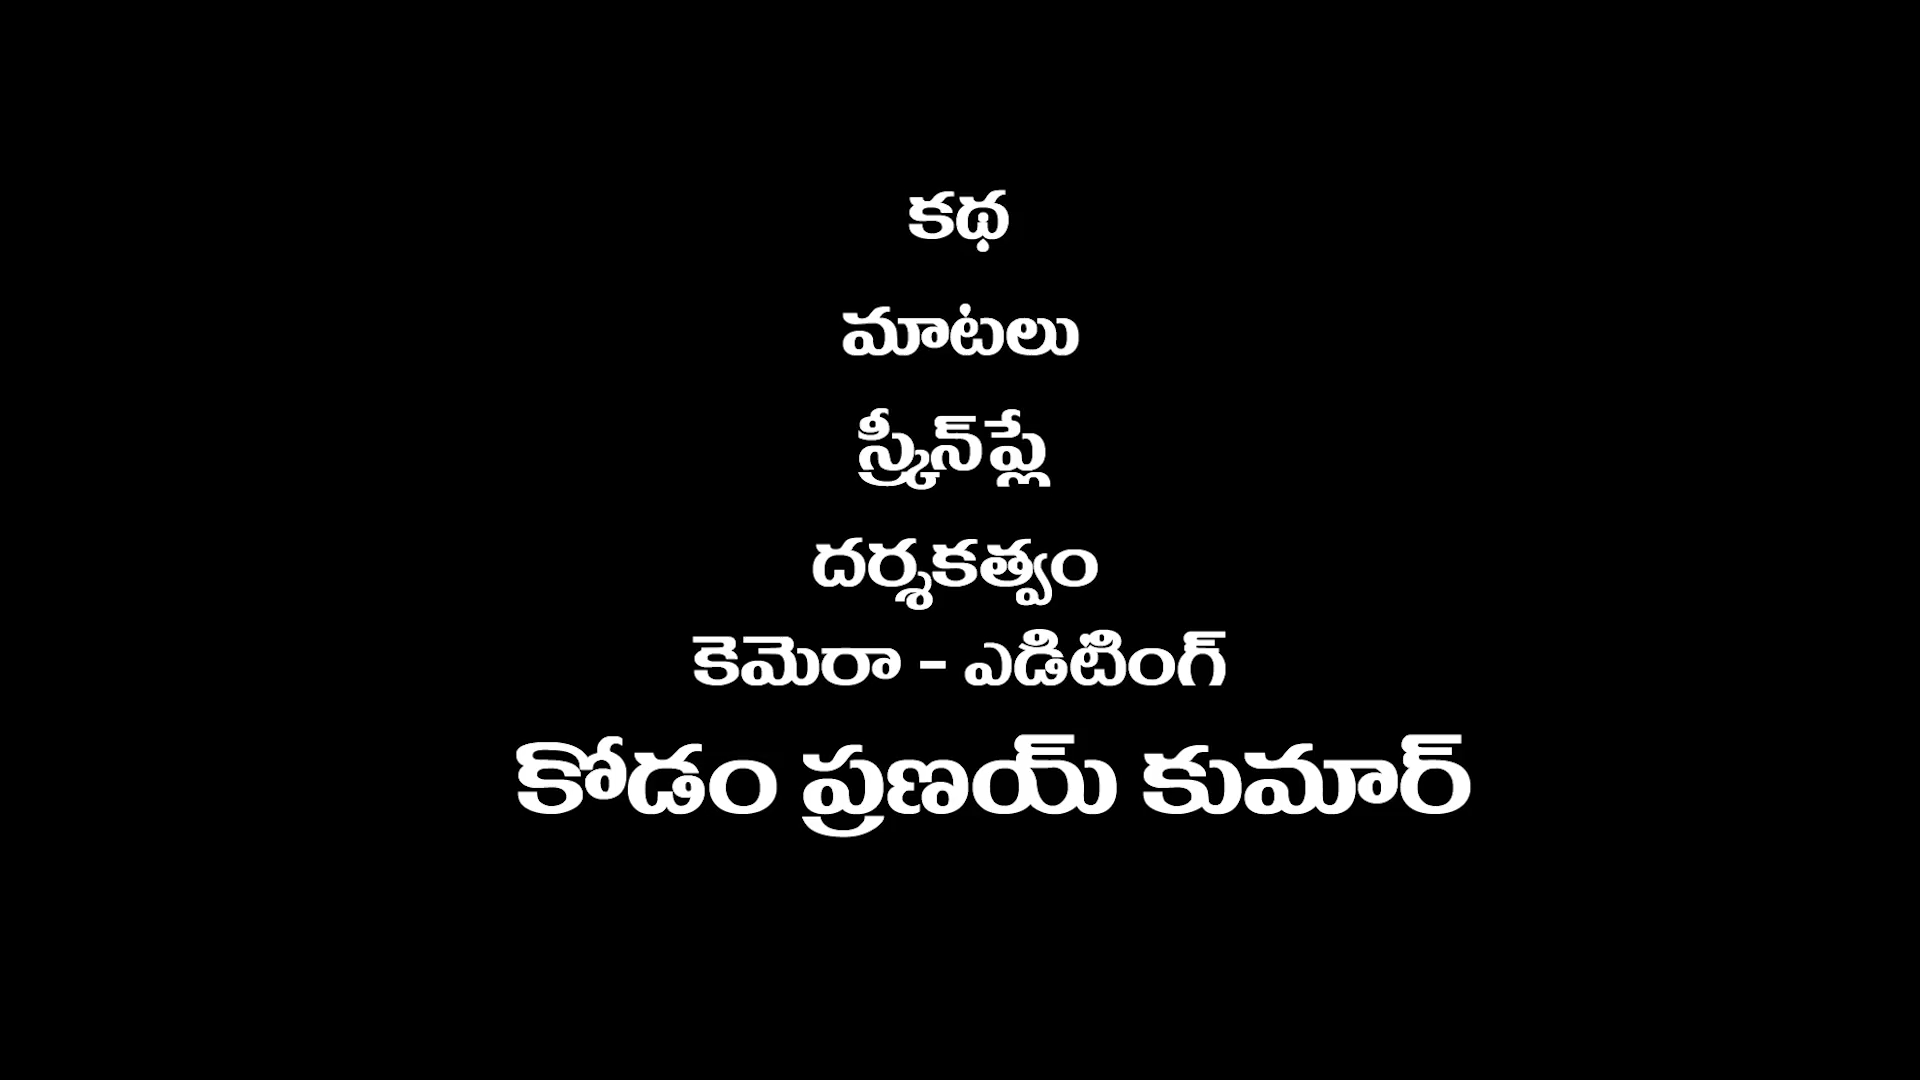 కథ
మాటలు
స్క్రీన్‌ప్లే
దర్శకత్వం
కెమెరా - ఎడిటింగ్
కోడం ప్రణయ్ కుమార్